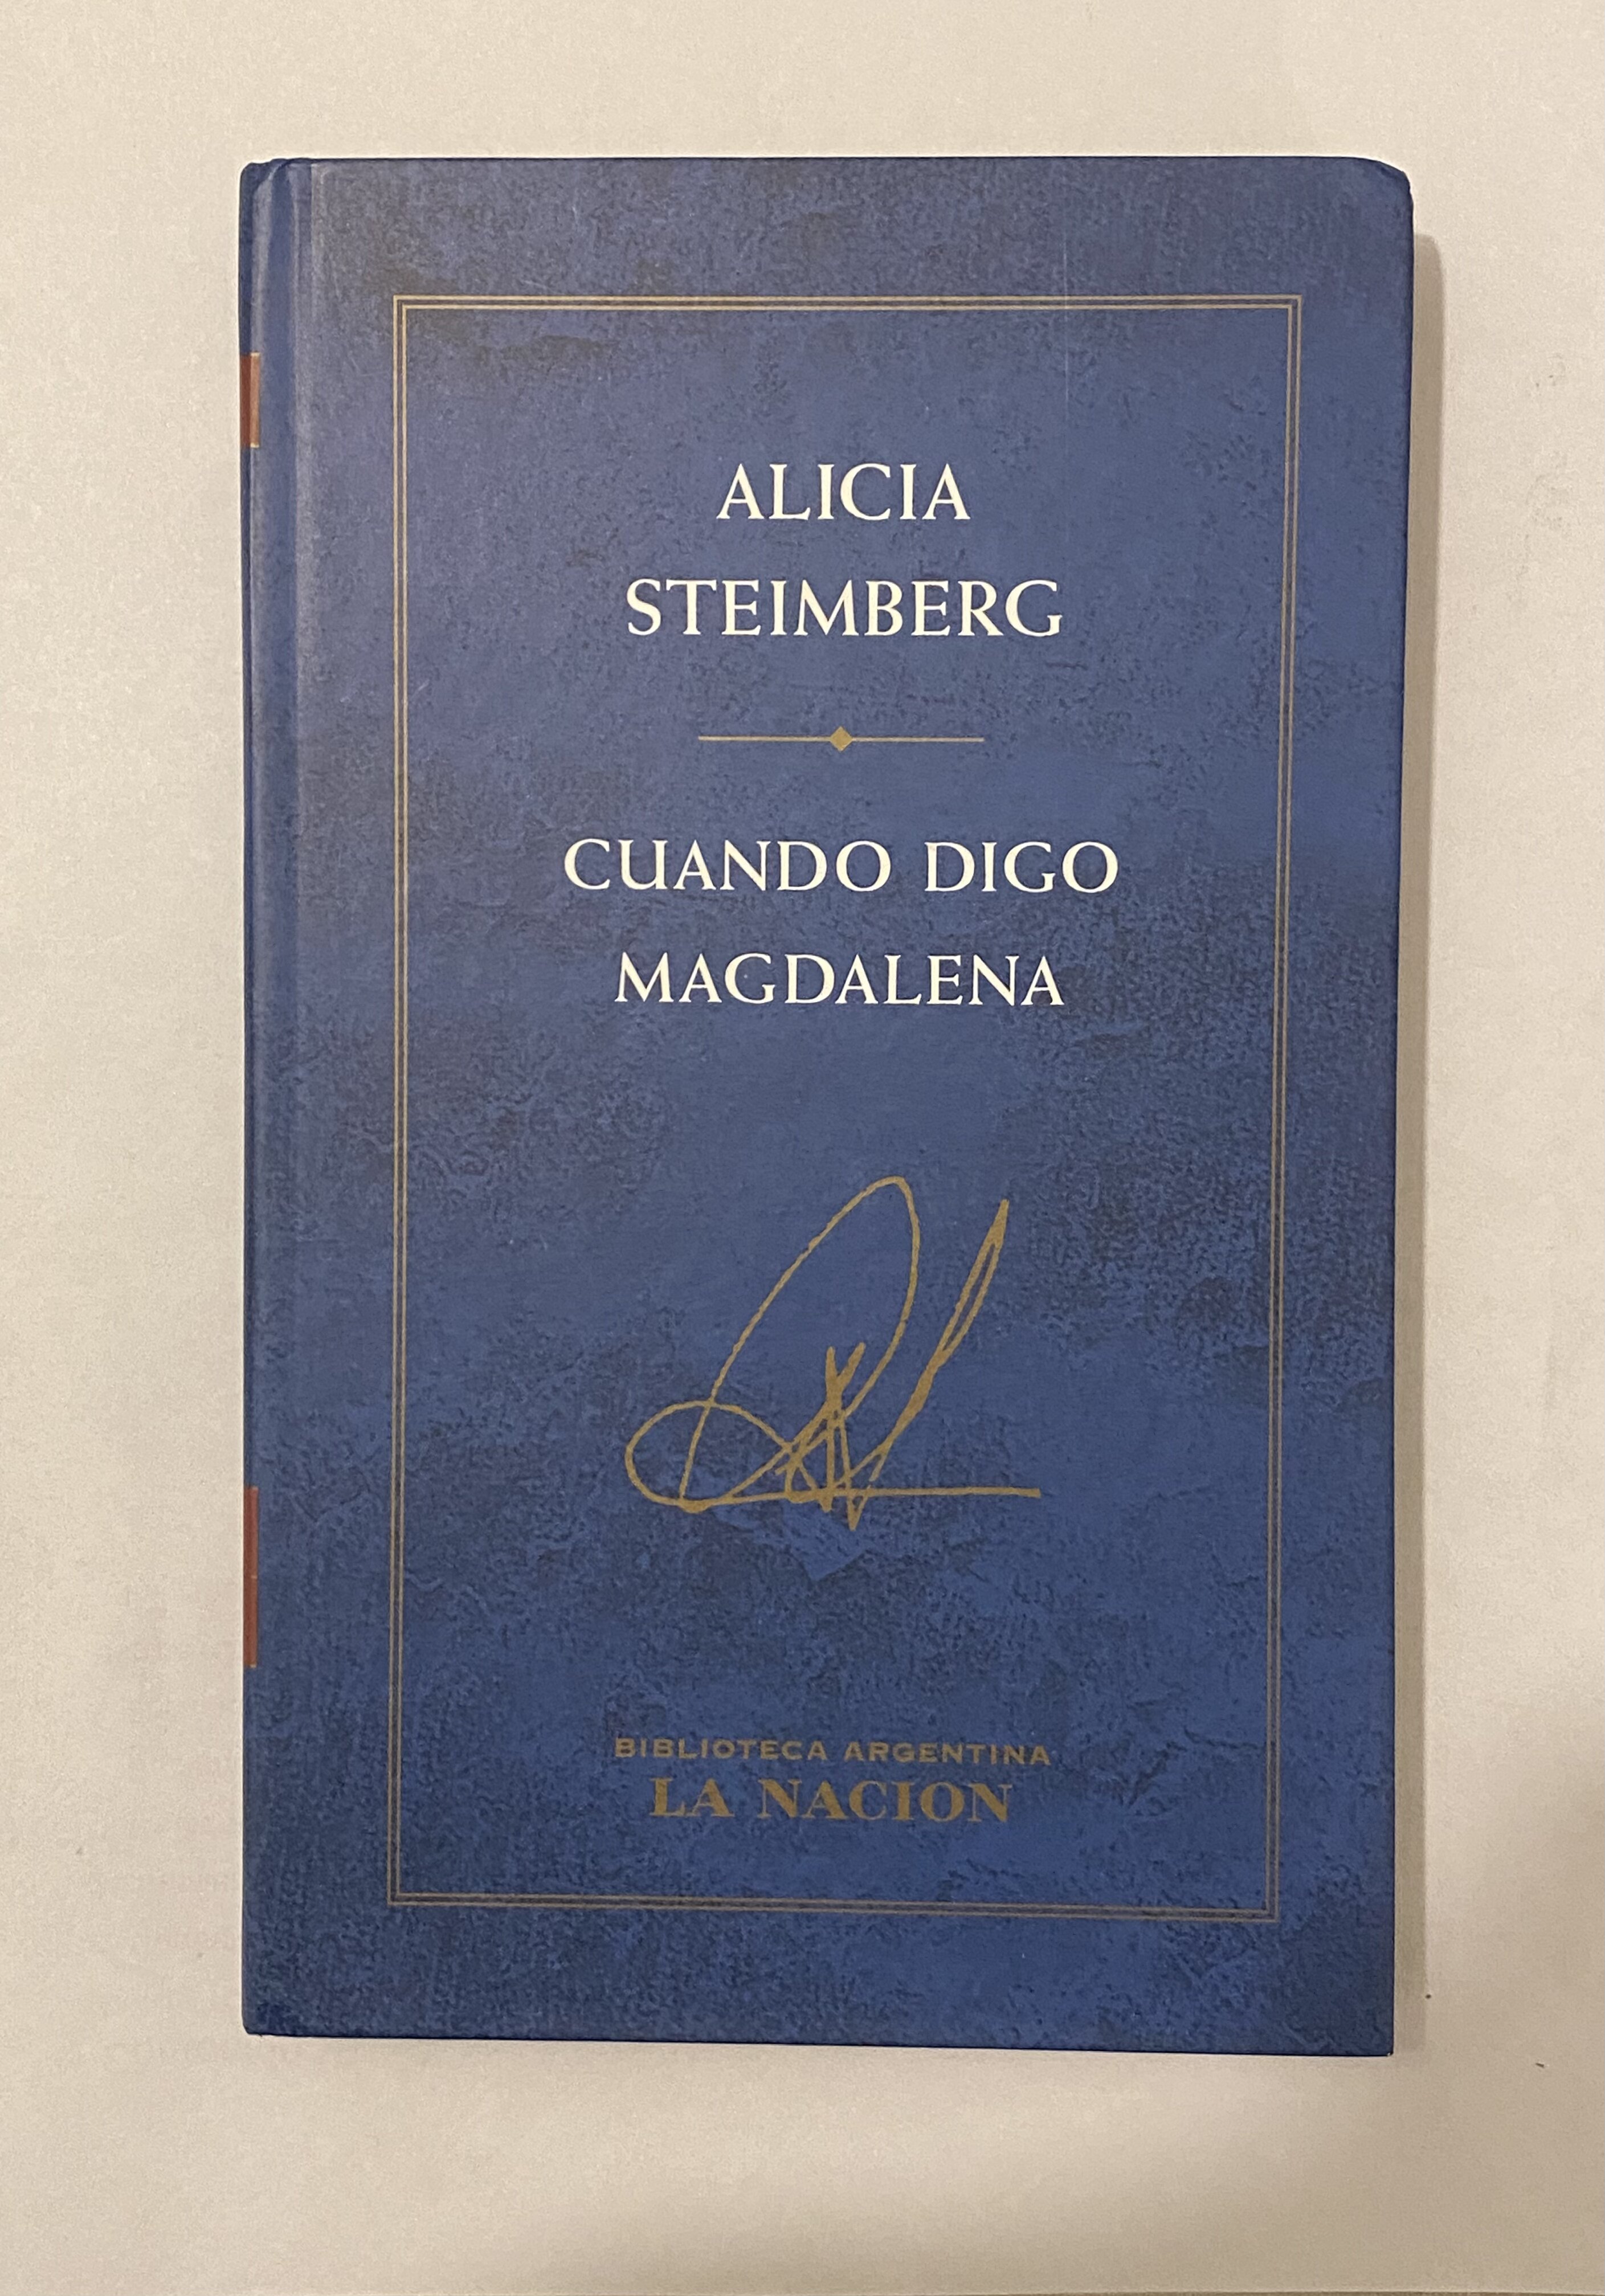 ALICIA
STEIMBERG
CUANDO DIGO
MAGDALENA
BIBLIOTECA ARGENTINA
LA NACION